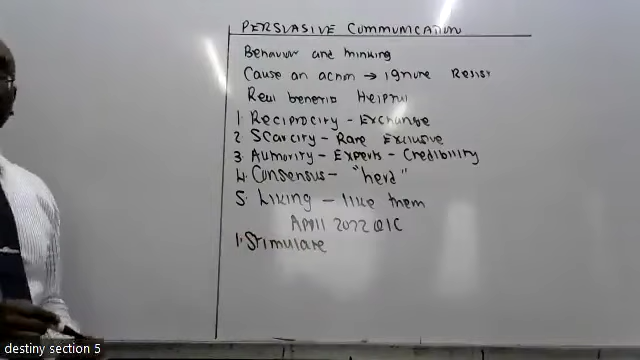 PERSUASIVE COMMUNICATION
Behaviour and thinking
Cause an action → ignore Resist
Real benefits Helpful
1. Reciprocity - Exchange
2 Scarcity - Rare Exclusive
3 Authority - Experts - Credibility
4. Consensus - "herd"
5. Liking - like them
April 2022 Q1C
1. Stimulate
destiny section 5